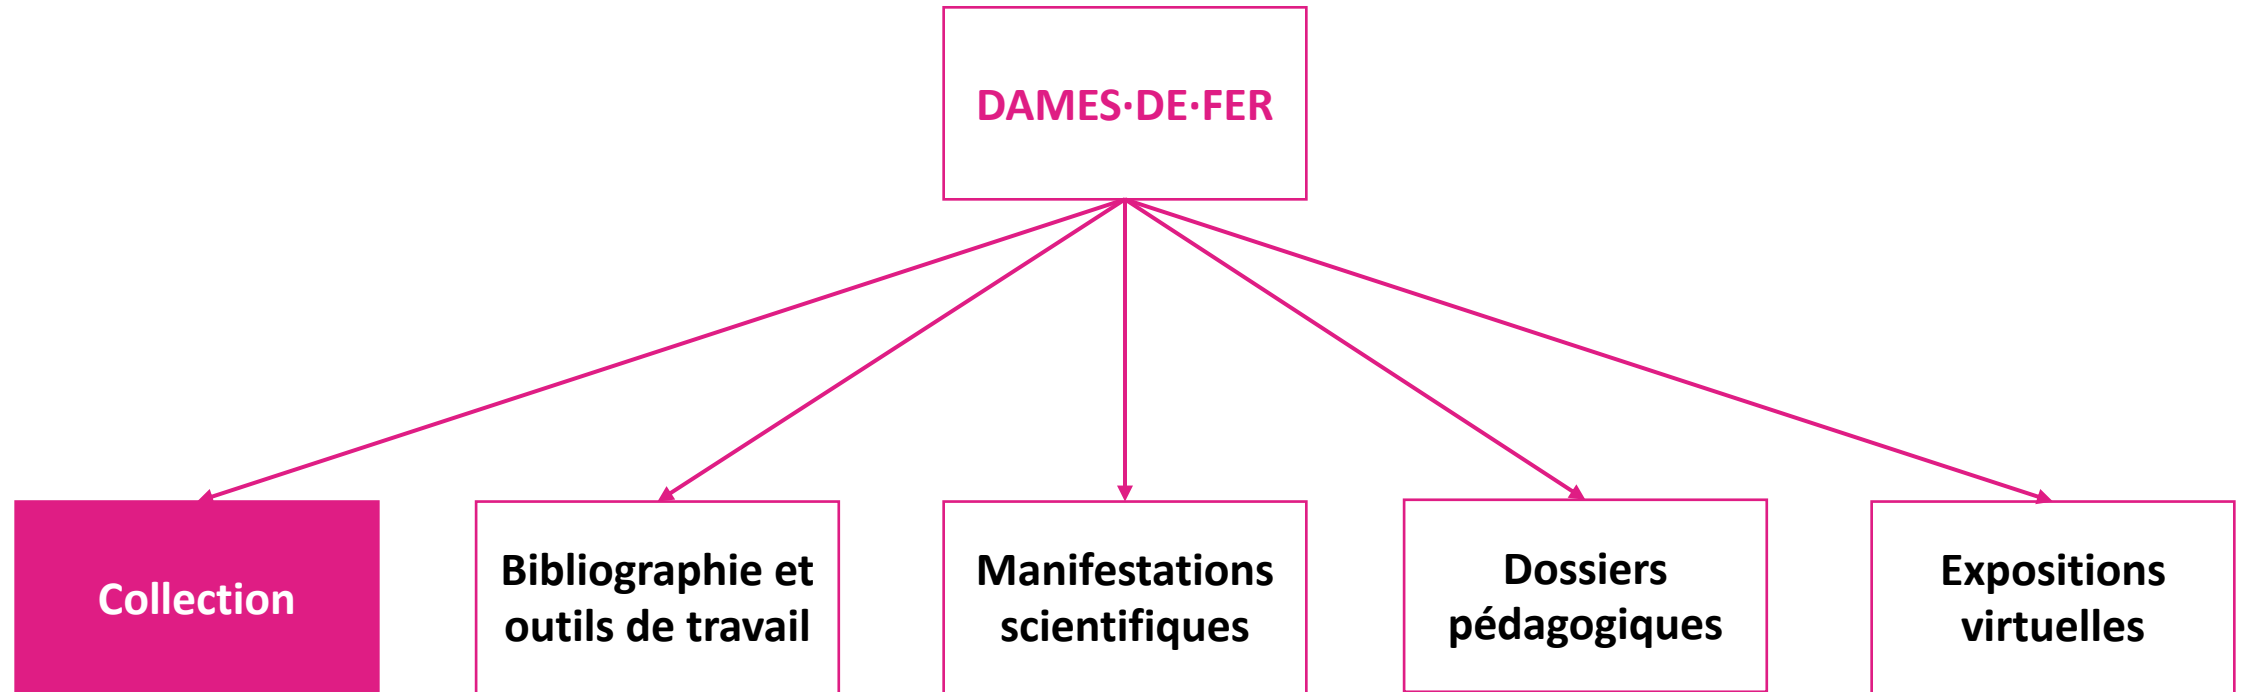 DAMES·DE·FER
Collection
Bibliographie et
outils de travail
Manifestations
scientifiques
Dossiers
pédagogiques
Expositions
virtuelles